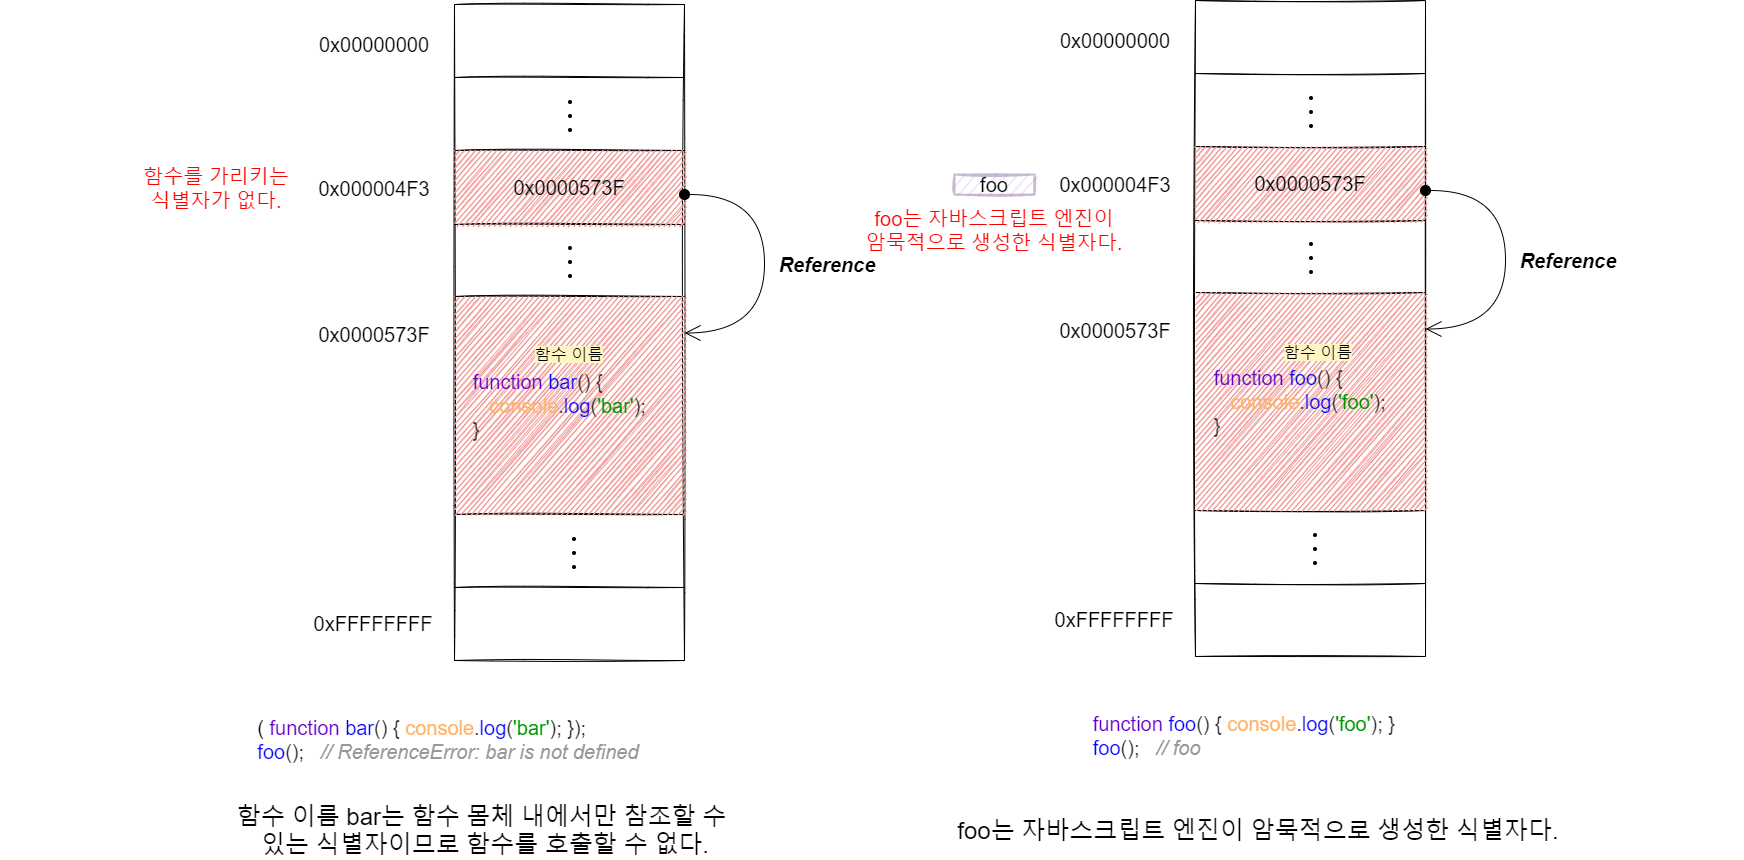 0x00000000
함수를 가리키는
식별자가 없다.
0x000004F3
0x0000573F
Reference
0x0000573F
함수 이름
function bar() {
console.log('bar');
}
0xFFFFFFFF
( function bar() { console.log('bar'); });
foo(); // ReferenceError: bar is not defined
함수 이름 bar는 함수 몸체 내에서만 참조할 수
있는 식별자이므로 함수를 호출할 수 없다.
0x00000000
foo
0x000004F3
0x0000573F
foo는 자바스크립트 엔진이
암묵적으로 생성한 식별자다.
Reference
0x0000573F
함수 이름
function foo() {
console.log('foo');
}
0xFFFFFFFF
function foo() { console.log('foo'); }
foo(); // foo
foo는 자바스크립트 엔진이 암묵적으로 생성한 식별자다.